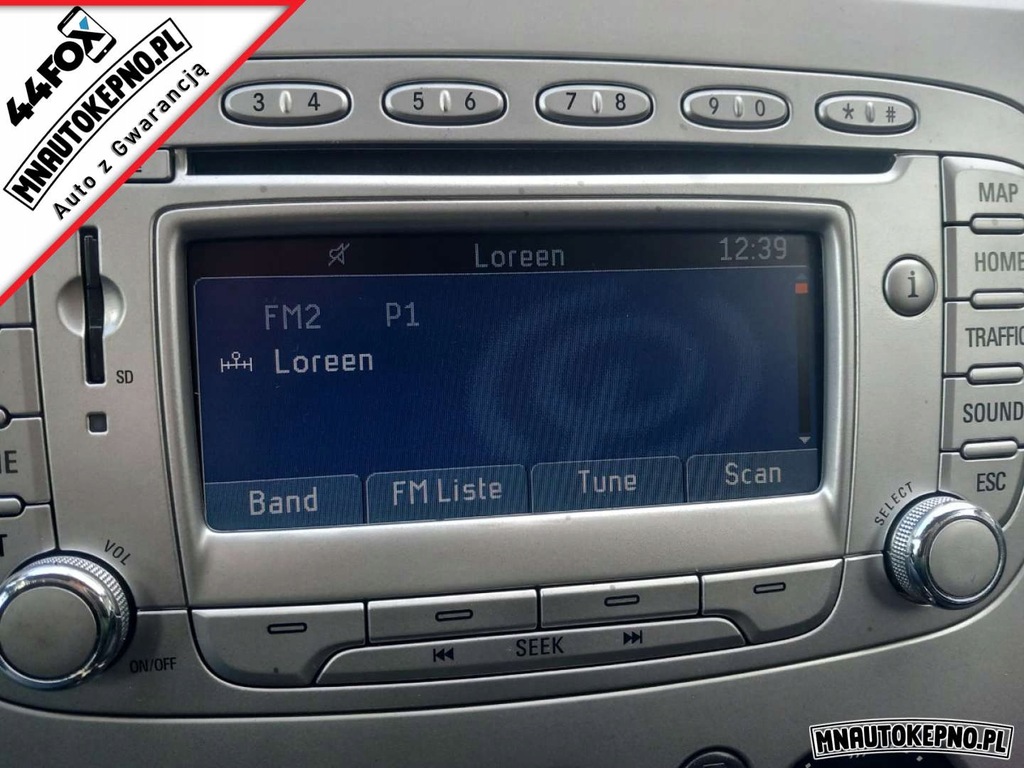 44FOX
MNAUTOKEPNO.PL
Auto z Gwarancją
3 4
5 6
7 8
9 0
* #
MAP
HOME
TRAFFIC
SOUND
ESC
i
SD
Loreen
12:39
FM2 P1
Loreen
Band
FM Liste
Tune
Scan
SELECT
VOL
ON/OFF
SEEK
MNAUTOKEPNO.PL